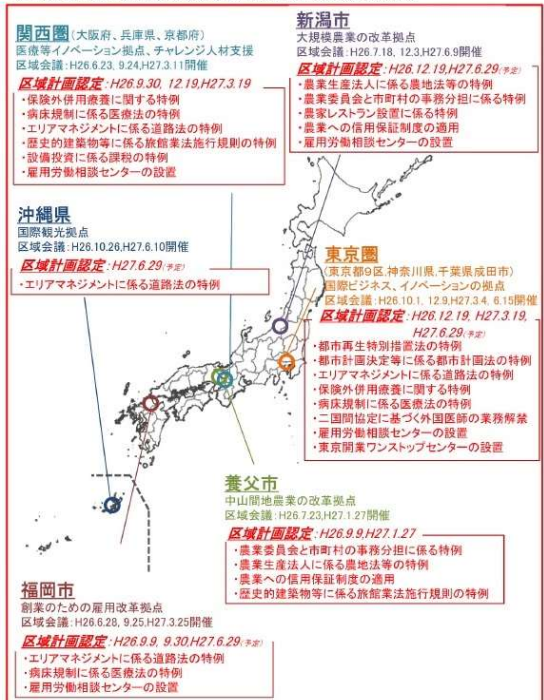 関西圏(大阪府、兵庫県、京都府)
医療等イノベーション拠点、チャレンジ人材支援
区域会議:H26.6.23, 9.24,H27.3.11開催
区域計画認定:H26.9.30, 12.19,H27.3.19
・保険外併用療養に関する特例
・病床規制に係る医療法の特例
・エリアマネジメントに係る道路法の特例
・歴史的建築物等に係る旅館業法施行規則の特例
・設備投資に係る課税の特例
・雇用労働相談センターの設置
新潟市
大規模農業の改革拠点
区域会議:H26.7.18, 12.3,H27.6.9開催
区域計画認定:H26.12.19,H27.6.29(予定)
・農業生産法人に係る農地法等の特例
・農業委員会と市町村の事務分担に係る特例
・農家レストラン設置に係る特例
・農業への信用保証制度の適用
・雇用労働相談センターの設置
沖縄県
国際観光拠点
区域会議:H26.10.26,H27.6.10開催
区域計画認定:H27.6.29(予定)
・エリアマネジメントに係る道路法の特例
東京圏
(東京都9区,神奈川県,千葉県成田市)
国際ビジネス、イノベーションの拠点
区域会議:H26.10.1, 12.9,H27.3.4, 6.15開催
区域計画認定:H26.12.19, H27.3.19,
H27.6.29(予定)
・都市再生特別措置法の特例
・都市計画決定等に係る都市計画法の特例
・エリアマネジメントに係る道路法の特例
・保険外併用療養に関する特例
・病床規制に係る医療法の特例
・二国間協定に基づく外国医師の業務解禁
・雇用労働相談センターの設置
・東京開業ワンストップセンターの設置
養父市
中山間地農業の改革拠点
区域会議:H26.7.23,H27.1.27開催
区域計画認定:H26.9.9,H27.1.27
・農業委員会と市町村の事務分担に係る特例
・農業生産法人に係る農地法等の特例
・農業への信用保証制度の適用
・歴史的建築物等に係る旅館業法施行規則の特例
福岡市
創業のための雇用改革拠点
区域会議:H26.6.28, 9.25,H27.3.25開催
区域計画認定:H26.9.9, 9.30,H27.6.29(予定)
・エリアマネジメントに係る道路法の特例
・病床規制に係る医療法の特例
・雇用労働相談センターの設置